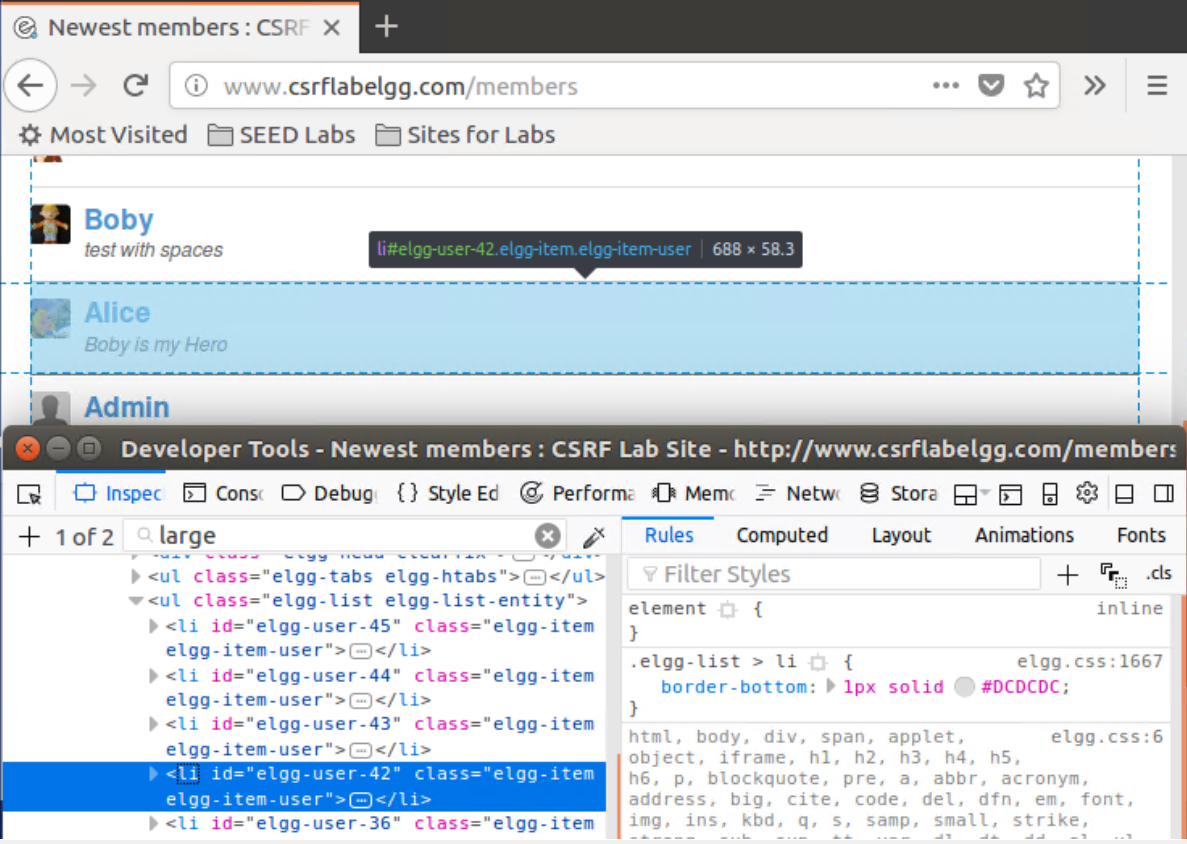 Newest members : CSRF
www.csrflabelgg.com/members
Most Visited SEED Labs Sites for Labs
Boby
test with spaces
li#elgg-user-42.elgg-item.elgg-item-user 688 × 58.3
Alice
Boby is my Hero
Admin
Developer Tools - Newest members : CSRF Lab Site - http://www.csrflabelgg.com/members
Inspec Conso Debug Style Ed Performa Memo Netwo Stora
1 of 2 large
Rules Computed Layout Animations Fonts
<div class="elgg-head clearfix">…</div>
<ul class="elgg-tabs elgg-htabs">…</ul>
<ul class="elgg-list elgg-list-entity">
<li id="elgg-user-45" class="elgg-item
elgg-item-user">…</li>
<li id="elgg-user-44" class="elgg-item
elgg-item-user">…</li>
<li id="elgg-user-43" class="elgg-item
elgg-item-user">…</li>
<li id="elgg-user-42" class="elgg-item
elgg-item-user">…</li>
<li id="elgg-user-36" class="elgg-item
Filter Styles .cls
element { inline
}
.elgg-list > li { elgg.css:1667
border-bottom: 1px solid #DCDCDC;
}
html, body, div, span, applet, elgg.css:6
object, iframe, h1, h2, h3, h4, h5,
h6, p, blockquote, pre, a, abbr, acronym,
address, big, cite, code, del, dfn, em, font,
img, ins, kbd, q, s, samp, small, strike,